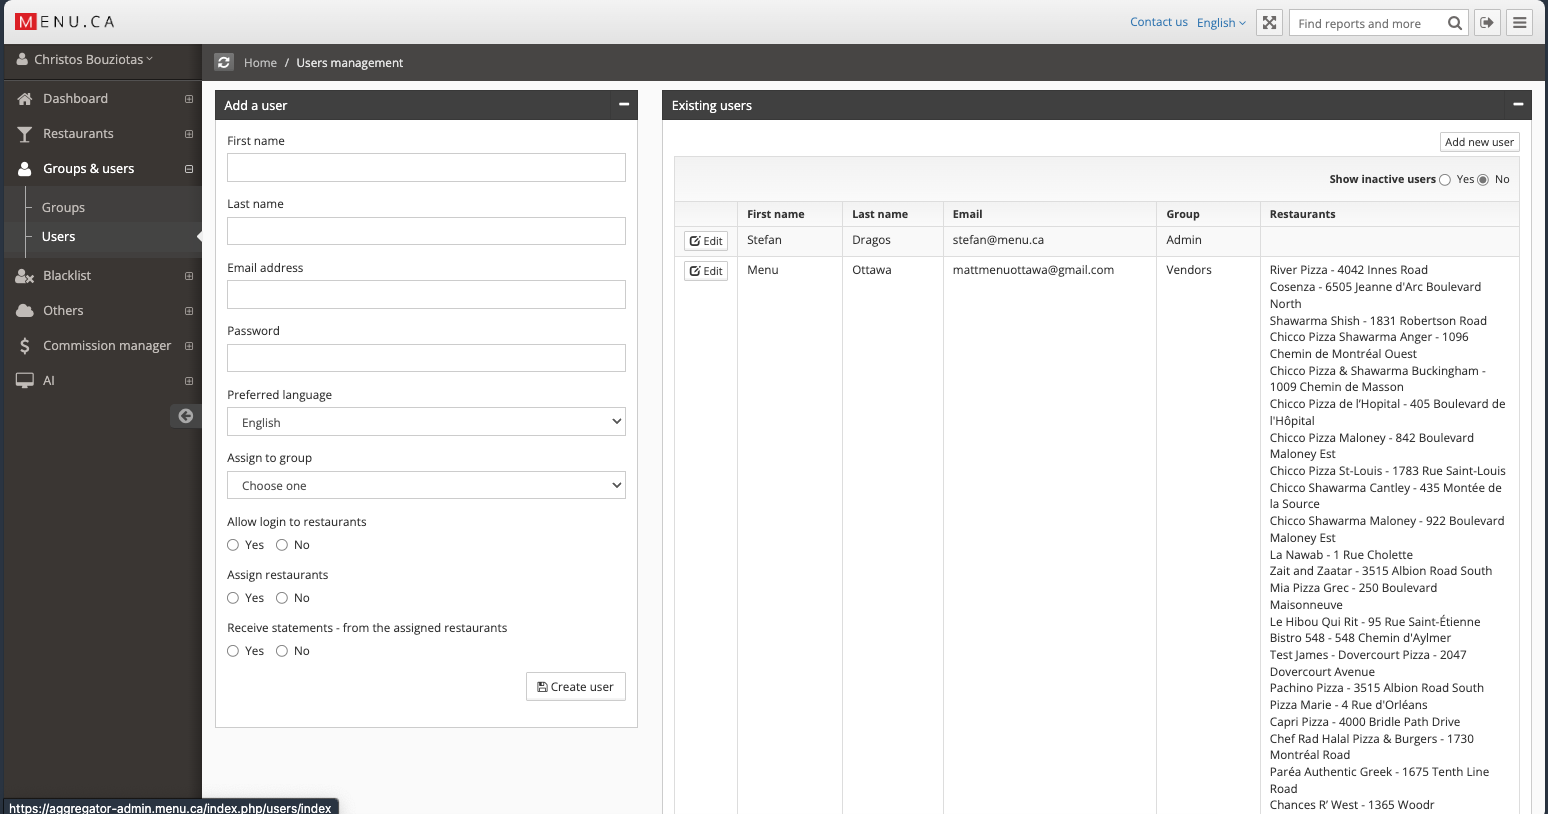 MENU.CA
Contact us English
Find reports and more
Christos Bouziotas
Home / Users management
Dashboard
Restaurants
Groups & users
Groups
Users
Blacklist
Others
Commission manager
AI
Add a user
First name
Last name
Email address
Password
Preferred language
English
Assign to group
Choose one
Allow login to restaurants
Yes No
Assign restaurants
Yes No
Receive statements - from the assigned restaurants
Yes No
Create user
Existing users
Add new user
Show inactive users Yes No
First name Last name Email Group Restaurants
Edit Stefan Dragos stefan@menu.ca Admin
Edit Menu Ottawa mattmenuottawa@gmail.com Vendors River Pizza - 4042 Innes Road
Cosenza - 6505 Jeanne d'Arc Boulevard
North
Shawarma Shish - 1831 Robertson Road
Chicco Pizza Shawarma Anger - 1096
Chemin de Montréal Ouest
Chicco Pizza & Shawarma Buckingham -
1009 Chemin de Masson
Chicco Pizza de l'Hopital - 405 Boulevard de
l'Hôpital
Chicco Pizza Maloney - 842 Boulevard
Maloney Est
Chicco Pizza St-Louis - 1783 Rue Saint-Louis
Chicco Shawarma Cantley - 435 Montée de
la Source
Chicco Shawarma Maloney - 922 Boulevard
Maloney Est
La Nawab - 1 Rue Cholette
Zait and Zaatar - 3515 Albion Road South
Mia Pizza Grec - 250 Boulevard
Maisonneuve
Le Hibou Qui Rit - 95 Rue Saint-Étienne
Bistro 548 - 548 Chemin d'Aylmer
Test James - Dovercourt Pizza - 2047
Dovercourt Avenue
Pachino Pizza - 3515 Albion Road South
Pizza Marie - 4 Rue d'Orléans
Capri Pizza - 4000 Bridle Path Drive
Chef Rad Halal Pizza & Burgers - 1730
Montréal Road
Paréa Authentic Greek - 1675 Tenth Line
Road
Chances R' West - 1365 Woodr
https://aggregator-admin.menu.ca/index.php/users/index